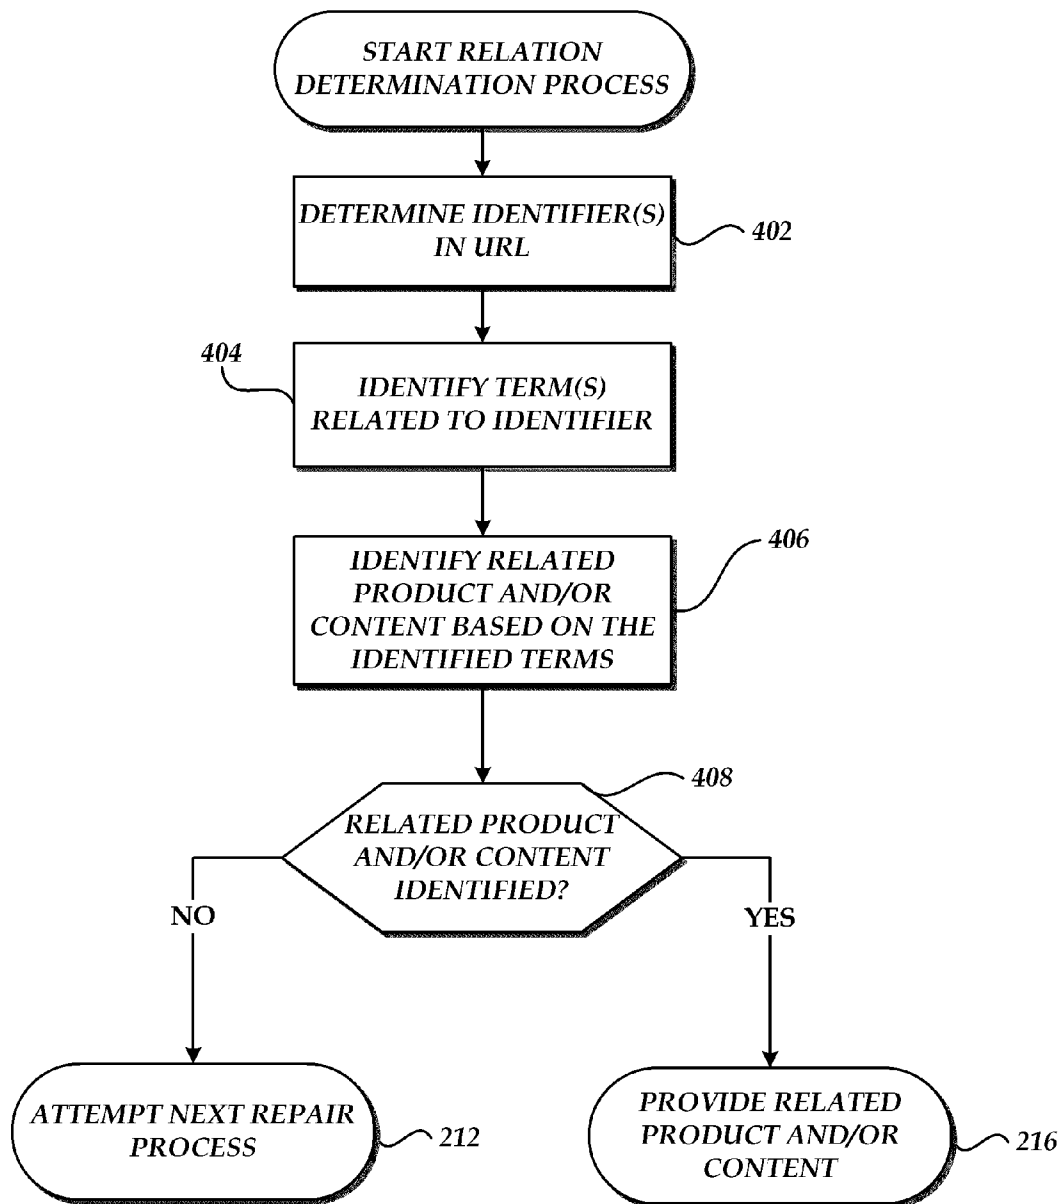 START RELATION
DETERMINATION PROCESS
DETERMINE IDENTIFIER(S)
IN URL
402
404
IDENTIFY TERM(S)
RELATED TO IDENTIFIER
406
IDENTIFY RELATED
PRODUCT AND/OR
CONTENT BASED ON THE
IDENTIFIED TERMS
408
RELATED PRODUCT
AND/OR CONTENT
IDENTIFIED?
NO
YES
ATTEMPT NEXT REPAIR
PROCESS
212
PROVIDE RELATED
PRODUCT AND/OR
CONTENT
216